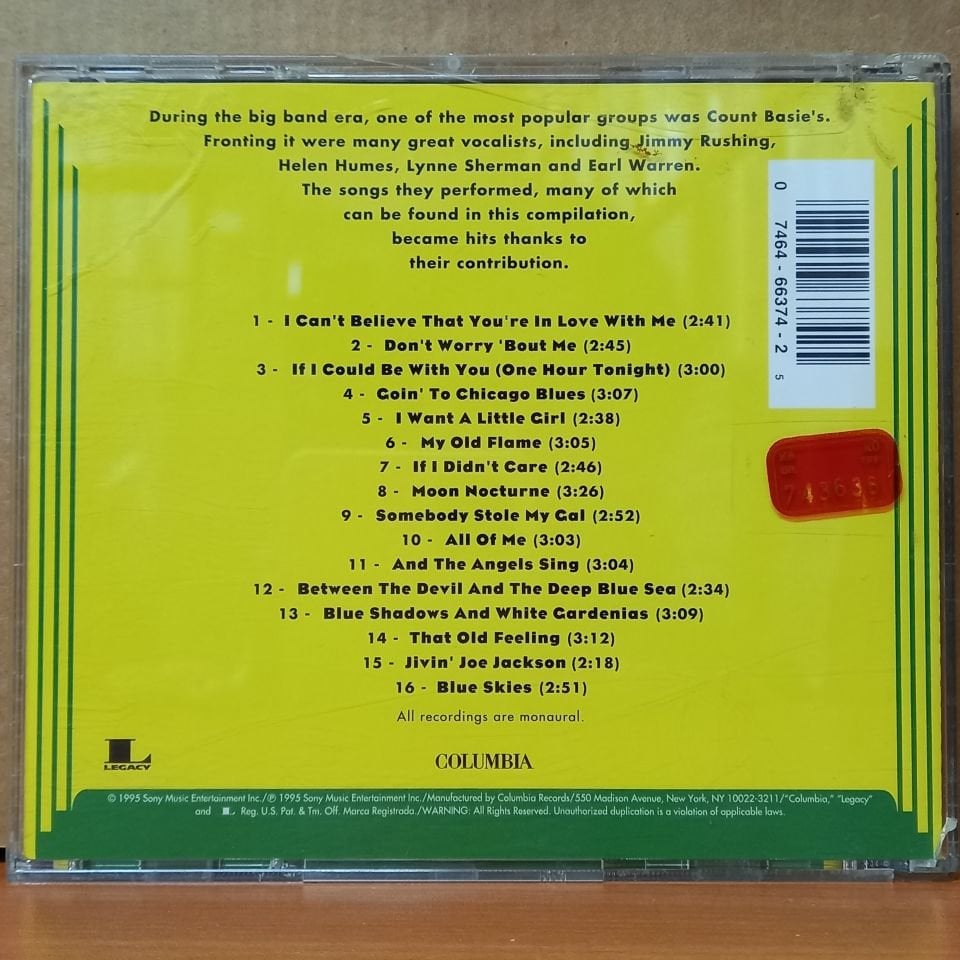 During the big band era, one of the most popular groups was Count Basie's.
Fronting it were many great vocalists, including Jimmy Rushing,
Helen Humes, Lynne Sherman and Earl Warren.
The songs they performed, many of which
can be found in this compilation,
became hits thanks to
their contribution.
0 7464-66374-2 5
1 - I Can't Believe That You're In Love With Me (2:41)
2 - Don't Worry 'Bout Me (2:45)
3 - If I Could Be With You (One Hour Tonight) (3:00)
4 - Goin' To Chicago Blues (3:07)
5 - I Want A Little Girl (2:38)
6 - My Old Flame (3:05)
7 - If I Didn't Care (2:46)
8 - Moon Nocturne (3:26)
9 - Somebody Stole My Gal (2:52)
10 - All Of Me (3:03)
11 - And The Angels Sing (3:04)
12 - Between The Devil And The Deep Blue Sea (2:34)
13 - Blue Shadows And White Gardenias (3:09)
14 - That Old Feeling (3:12)
15 - Jivin' Joe Jackson (2:18)
16 - Blue Skies (2:51)
All recordings are monaural.
L
LEGACY
COLUMBIA
© 1995 Sony Music Entertainment Inc./℗ 1995 Sony Music Entertainment Inc./Manufactured by Columbia Records/550 Madison Avenue, New York, NY 10022-3211/"Columbia," "Legacy"
and L Reg. U.S. Pat. & Tm. Off. Marca Registrada./WARNING: All Rights Reserved. Unauthorized duplication is a violation of applicable laws.